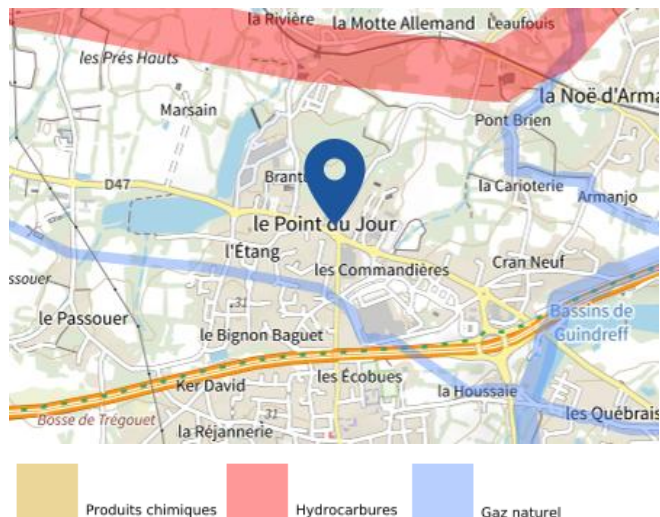 la Rivière
la Motte Allemand
Leaufouis
les Prés Hauts
la Noë d'Arma
Marsain
Pont Brien
Brant
la Carioterie
D47
Armanjo
le Point du Jour
l'Étang
Cran Neuf
les Commandières
ssouer
31
Bassins de
Guindreff
le Passouer
le Bignon Baguet
Ker David
les Écobues
la Houssaie
31
les Québrais
Bosse de Trégouet
la Réjannerie
Produits chimiques
Hydrocarbures
Gaz naturel